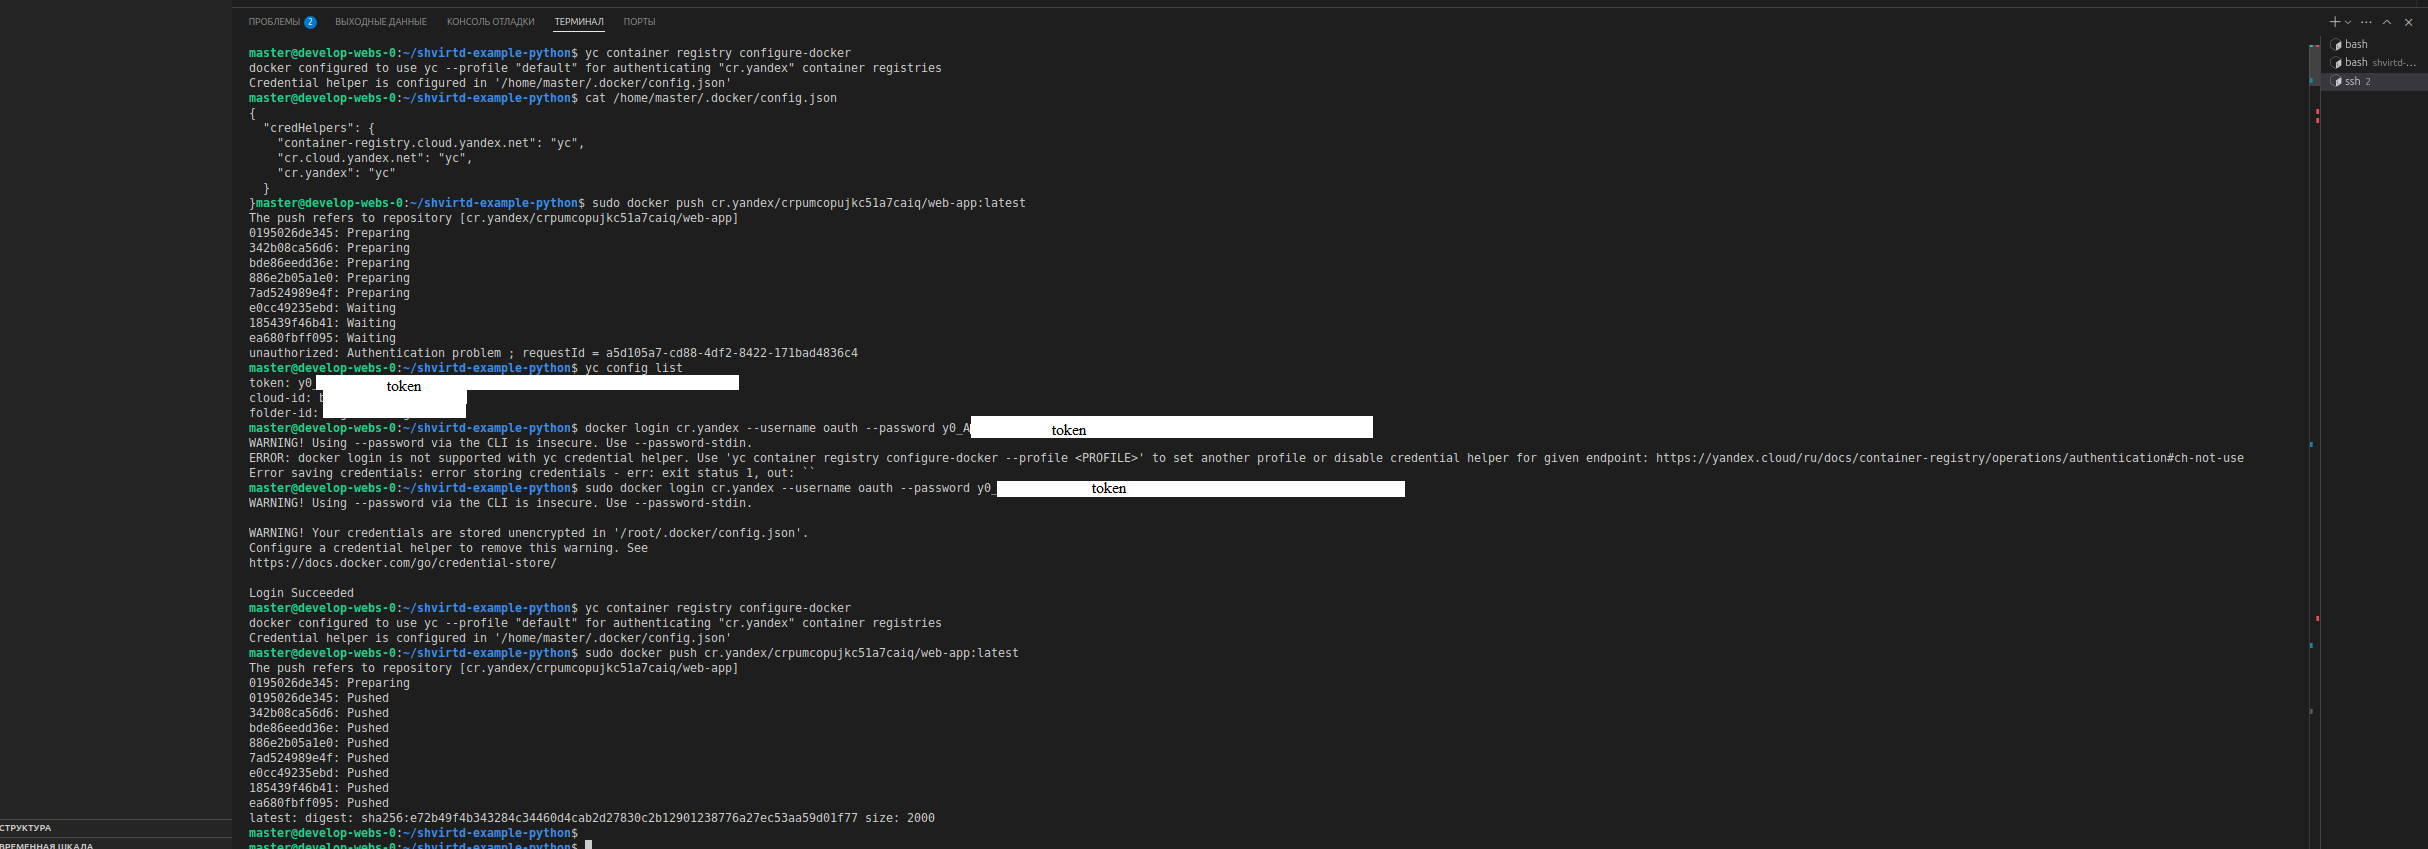 ПРОБЛЕМЫ 2 ВЫХОДНЫЕ ДАННЫЕ КОНСОЛЬ ОТЛАДКИ ТЕРМИНАЛ ПОРТЫ
master@develop-webs-0:~/shvirtd-example-python$ yc container registry configure-docker
docker configured to use yc --profile "default" for authenticating "cr.yandex" container registries
Credential helper is configured in '/home/master/.docker/config.json'
master@develop-webs-0:~/shvirtd-example-python$ cat /home/master/.docker/config.json
{
  "credHelpers": {
    "container-registry.cloud.yandex.net": "yc",
    "cr.cloud.yandex.net": "yc",
    "cr.yandex": "yc"
  }
}master@develop-webs-0:~/shvirtd-example-python$ sudo docker push cr.yandex/crpumcopujkc51a7caiq/web-app:latest
The push refers to repository [cr.yandex/crpumcopujkc51a7caiq/web-app]
0195026de345: Preparing
342b08ca56d6: Preparing
bde86eedd36e: Preparing
886e2b05a1e0: Preparing
7ad524989e4f: Preparing
e0cc49235ebd: Waiting
185439f46b41: Waiting
ea680fbff095: Waiting
unauthorized: Authentication problem ; requestId = a5d105a7-cd88-4df2-8422-171bad4836c4
master@develop-webs-0:~/shvirtd-example-python$ yc config list
token: y0_ token
cloud-id: b
folder-id:
master@develop-webs-0:~/shvirtd-example-python$ docker login cr.yandex --username oauth --password y0_A token
WARNING! Using --password via the CLI is insecure. Use --password-stdin.
ERROR: docker login is not supported with yc credential helper. Use 'yc container registry configure-docker --profile <PROFILE>' to set another profile or disable credential helper for given endpoint: https://yandex.cloud/ru/docs/container-registry/operations/authentication#ch-not-use
Error saving credentials: error storing credentials - err: exit status 1, out: ``
master@develop-webs-0:~/shvirtd-example-python$ sudo docker login cr.yandex --username oauth --password y0_ token
WARNING! Using --password via the CLI is insecure. Use --password-stdin.
WARNING! Your credentials are stored unencrypted in '/root/.docker/config.json'.
Configure a credential helper to remove this warning. See
https://docs.docker.com/go/credential-store/
Login Succeeded
master@develop-webs-0:~/shvirtd-example-python$ yc container registry configure-docker
docker configured to use yc --profile "default" for authenticating "cr.yandex" container registries
Credential helper is configured in '/home/master/.docker/config.json'
master@develop-webs-0:~/shvirtd-example-python$ sudo docker push cr.yandex/crpumcopujkc51a7caiq/web-app:latest
The push refers to repository [cr.yandex/crpumcopujkc51a7caiq/web-app]
0195026de345: Preparing
0195026de345: Pushed
342b08ca56d6: Pushed
bde86eedd36e: Pushed
886e2b05a1e0: Pushed
7ad524989e4f: Pushed
e0cc49235ebd: Pushed
185439f46b41: Pushed
ea680fbff095: Pushed
latest: digest: sha256:e72b49f4b343284c34460d4cab2d27830c2b12901238776a27ec53aa59d01f77 size: 2000
master@develop-webs-0:~/shvirtd-example-python$
master@develop-webs-0:~/shvirtd-example-python$
bash
bash shvirtd-...
ssh 2
СТРУКТУРА
ВРЕМЕННАЯ ШКАЛА